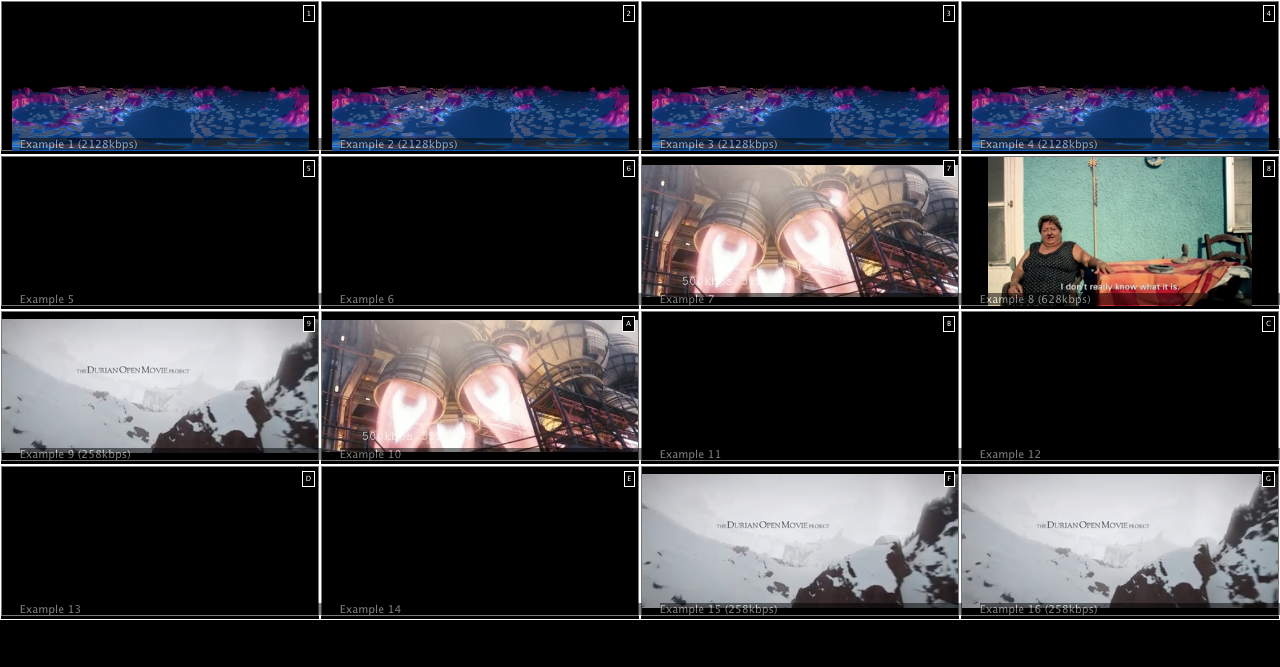 1
2
3
4
Example 1 (2128kbps)
Example 2 (2128kbps)
Example 3 (2128kbps)
Example 4 (2128kbps)
5
6
7
8
500kbps
I don't really know what it is.
Example 5
Example 6
Example 7
Example 8 (628kbps)
9
A
B
C
THE DURIAN OPEN MOVIE PROJECT
500kbps
Example 9 (258kbps)
Example 10
Example 11
Example 12
D
E
F
G
THE DURIAN OPEN MOVIE PROJECT
THE DURIAN OPEN MOVIE PROJECT
Example 13
Example 14
Example 15 (258kbps)
Example 16 (258kbps)